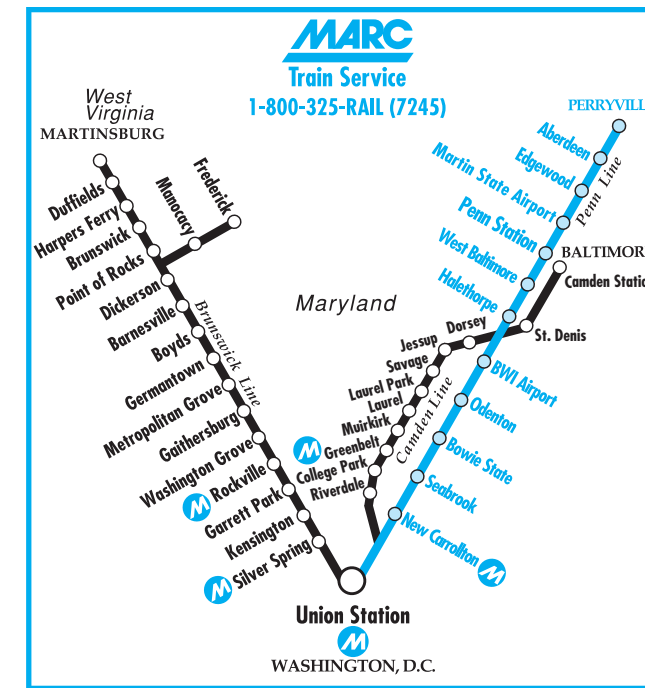 MARC
Train Service
1-800-325-RAIL (7245)
West
Virginia
MARTINSBURG
Duffields
Harpers Ferry
Brunswick
Point of Rocks
Manocacy
Frederick
Dickerson
Barnesville
Boyds
Germantown
Metropolitan Grove
Gaithersburg
Washington Grove
M Rockville
Garrett Park
Kensington
M Silver Spring
Brunswick Line
Maryland
PERRYVILL
Aberdeen
Edgewood
Martin State Airport
Penn Station
West Baltimore
Halethorpe
Penn Line
BALTIMOR
Camden Statio
St. Denis
Dorsey
Jessup
Savage
Laurel Park
Laurel
Muirkirk
M Greenbelt
College Park
Riverdale
Camden Line
BWI Airport
Odenton
Bowie State
Seabrook
New Carrollton M
Union Station
M
WASHINGTON, D.C.